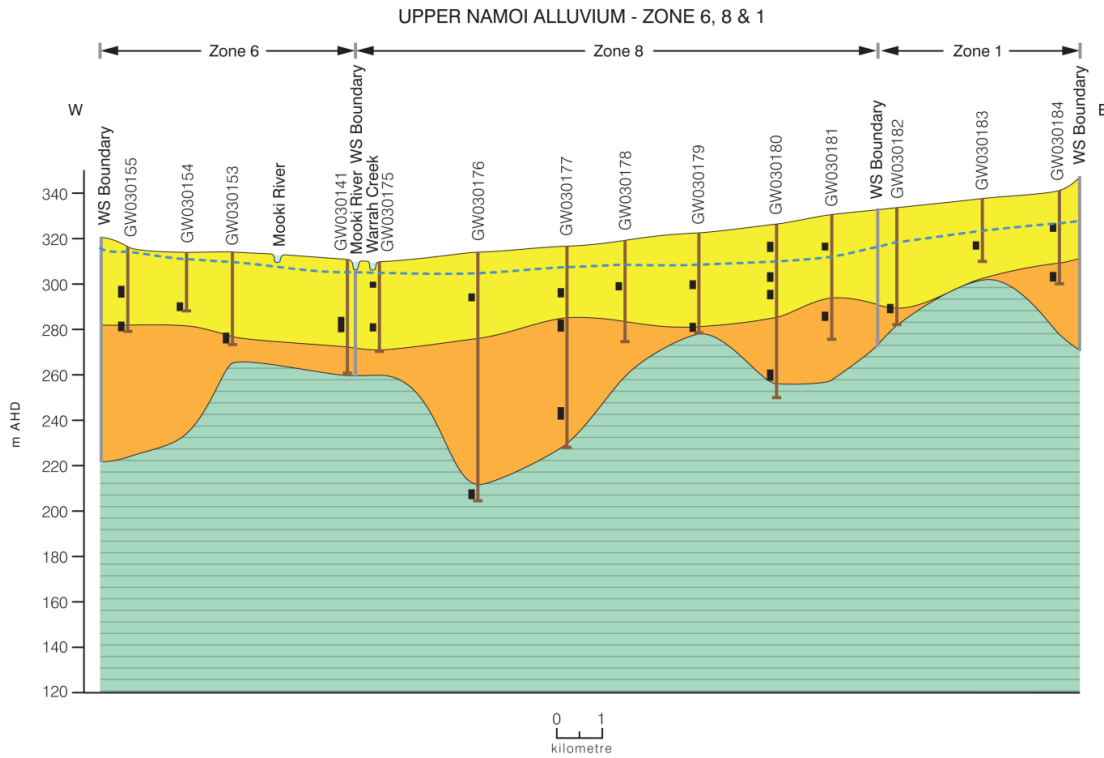 UPPER NAMOI ALLUVIUM - ZONE 6, 8 & 1
Zone 6
Zone 8
Zone 1
W
E
WS Boundary
GW030155
GW030154
GW030153
Mooki River
GW030141
Mooki River WS Boundary
Warrah Creek
GW030175
GW030176
GW030177
GW030178
GW030179
GW030180
GW030181
WS Boundary
GW030182
GW030183
GW030184
WS Boundary
340
320
300
280
260
240
220
200
180
160
140
120
m AHD
0 1
kilometre